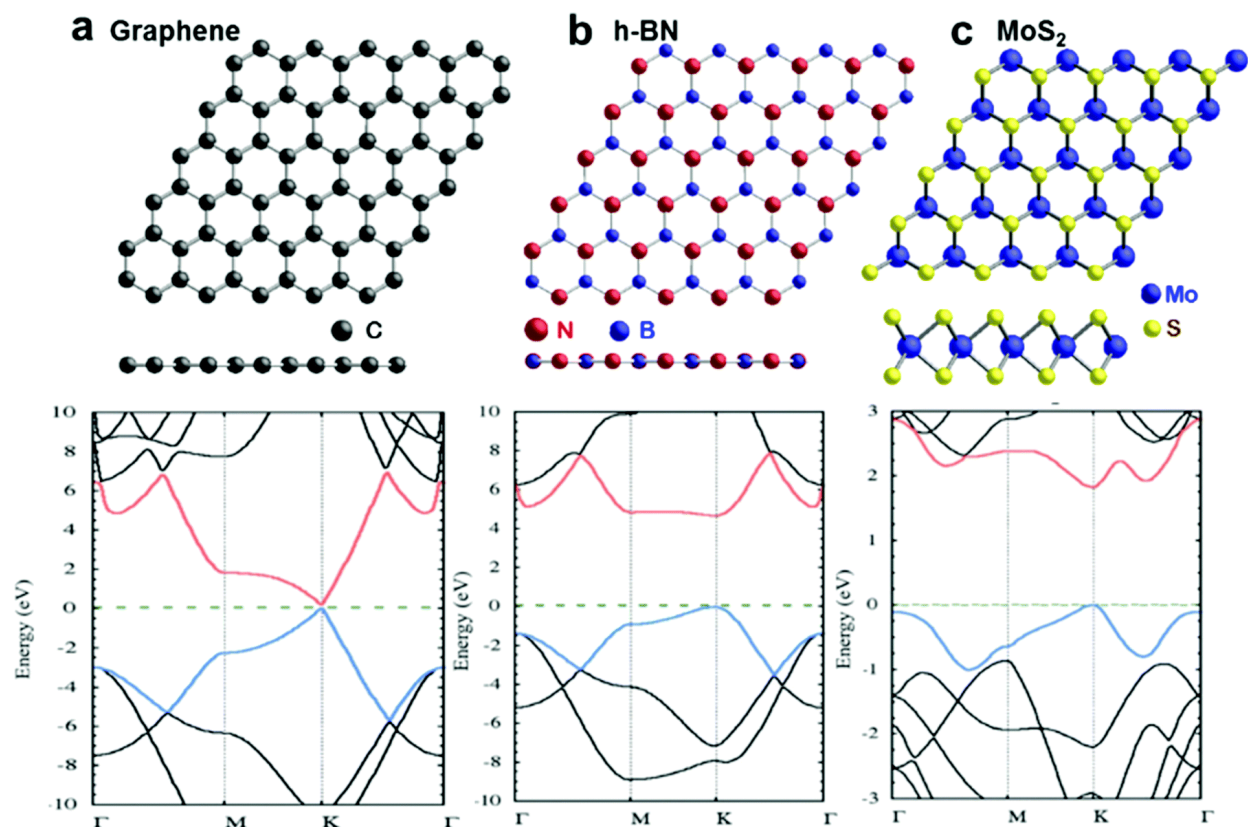 a Graphene
b h-BN
c MoS₂
C
N B
Mo
S
10
8
6
4
2
0
-2
-4
-6
-8
-10
Energy (eV)
Γ M K Γ
10
8
6
4
2
0
-2
-4
-6
-8
-10
Energy (eV)
Γ M K Γ
3
2
1
0
-1
-2
-3
Energy (eV)
Γ M K Γ